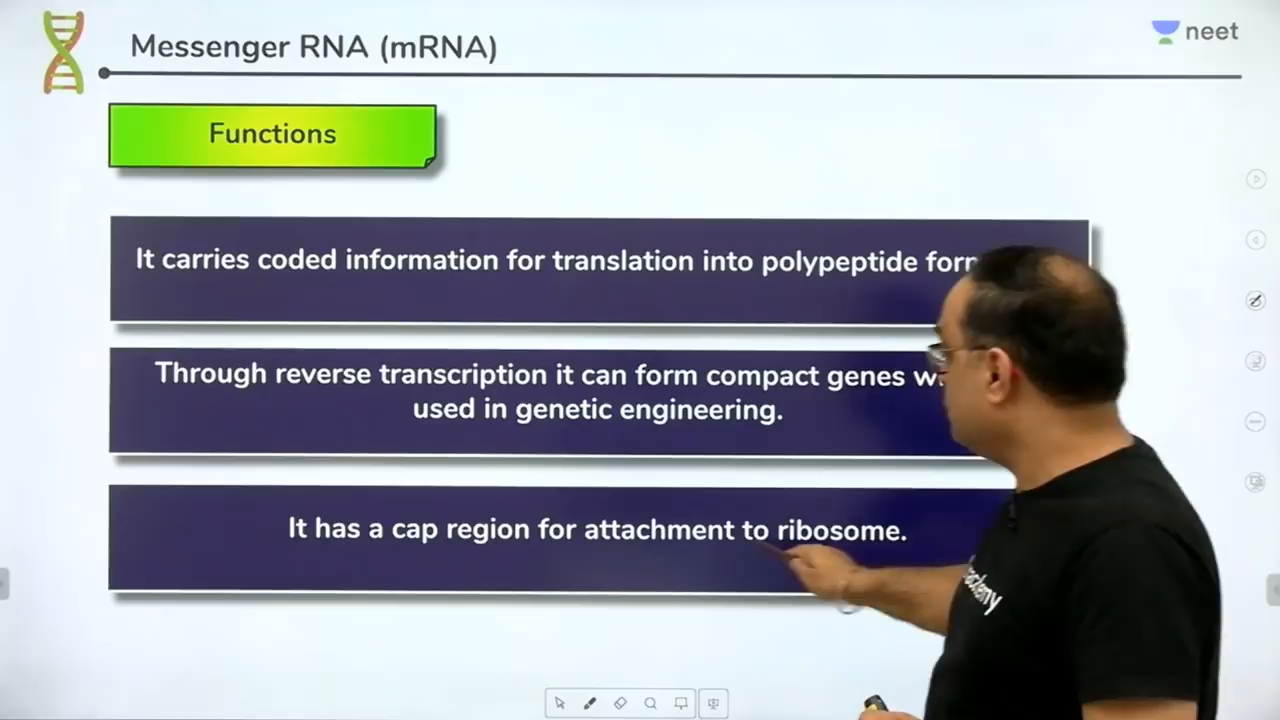 Messenger RNA (mRNA)
neet
Functions
It carries coded information for translation into polypeptide
Through reverse transcription it can form compact genes
used in genetic engineering.
It has a cap region for attachment to ribosome.